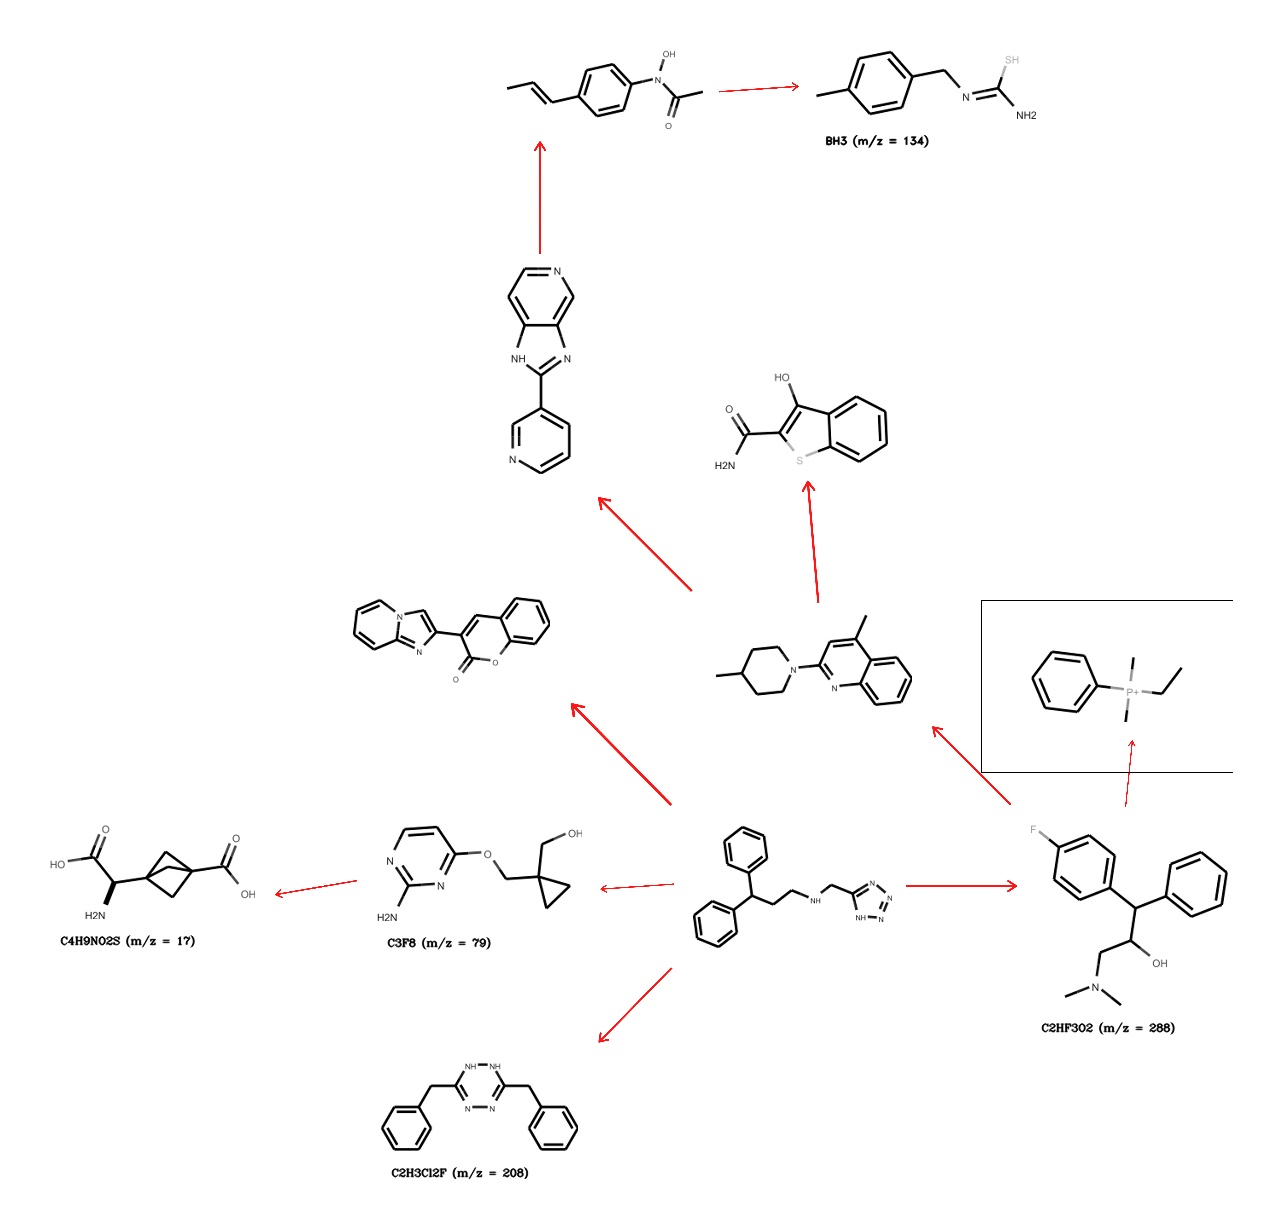 OH
N
O
SH
N
NH2
BH3 (m/z = 134)
N
NH
N
N
HO
O
S
H2N
N
N
O
O
N
N
P+
O
HO
O
OH
H2N
C4H9NO2S (m/z = 17)
OH
O
N
N
H2N
C3F8 (m/z = 79)
NH
N
N
N
NH
F
OH
N
C2HF3O2 (m/z = 288)
NH
NH
N
N
C2H3Cl2F (m/z = 208)